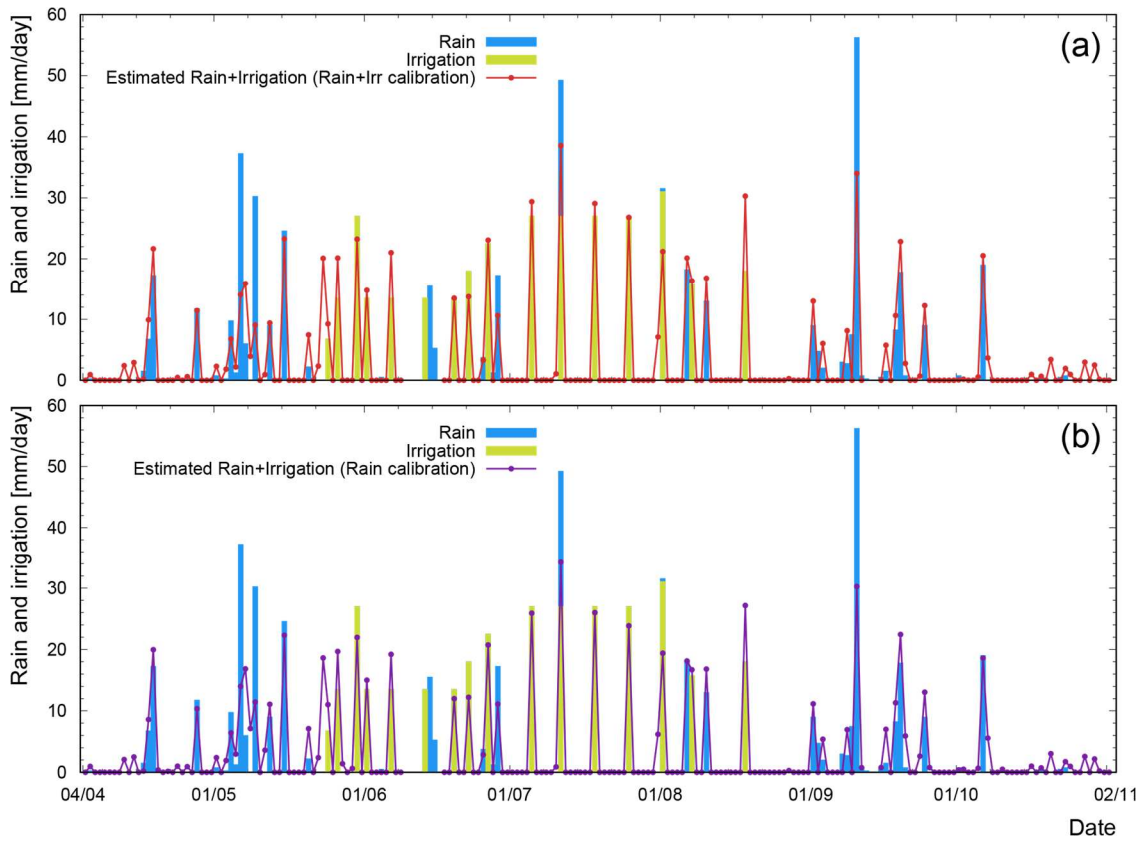 60
50
40
30
20
10
0
Rain and irrigation [mm/day]
(a)
Rain
Irrigation
Estimated Rain+Irrigation (Rain+Irr calibration)
60
50
40
30
20
10
0
Rain and irrigation [mm/day]
(b)
Rain
Irrigation
Estimated Rain+Irrigation (Rain calibration)
04/04 01/05 01/06 01/07 01/08 01/09 01/10 02/11
Date